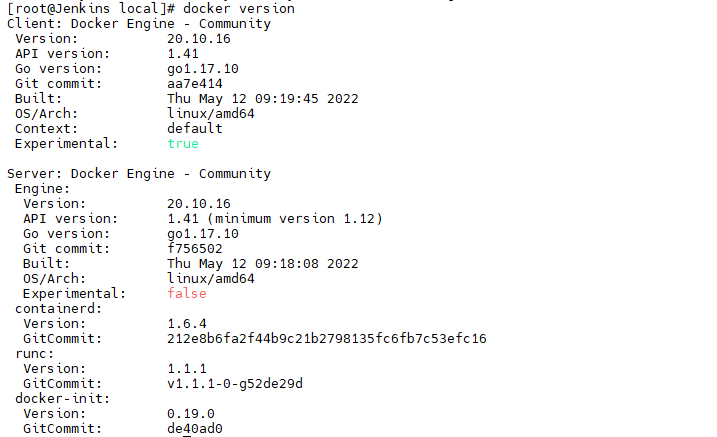 [root@Jenkins local]# docker version
Client: Docker Engine - Community
Version: 20.10.16
API version: 1.41
Go version: go1.17.10
Git commit: aa7e414
Built: Thu May 12 09:19:45 2022
OS/Arch: linux/amd64
Context: default
Experimental: true
Server: Docker Engine - Community
Engine:
Version: 20.10.16
API version: 1.41 (minimum version 1.12)
Go version: go1.17.10
Git commit: f756502
Built: Thu May 12 09:18:08 2022
OS/Arch: linux/amd64
Experimental: false
containerd:
Version: 1.6.4
GitCommit: 212e8b6fa2f44b9c21b2798135fc6fb7c53efc16
runc:
Version: 1.1.1
GitCommit: v1.1.1-0-g52de29d
docker-init:
Version: 0.19.0
GitCommit: de40ad0